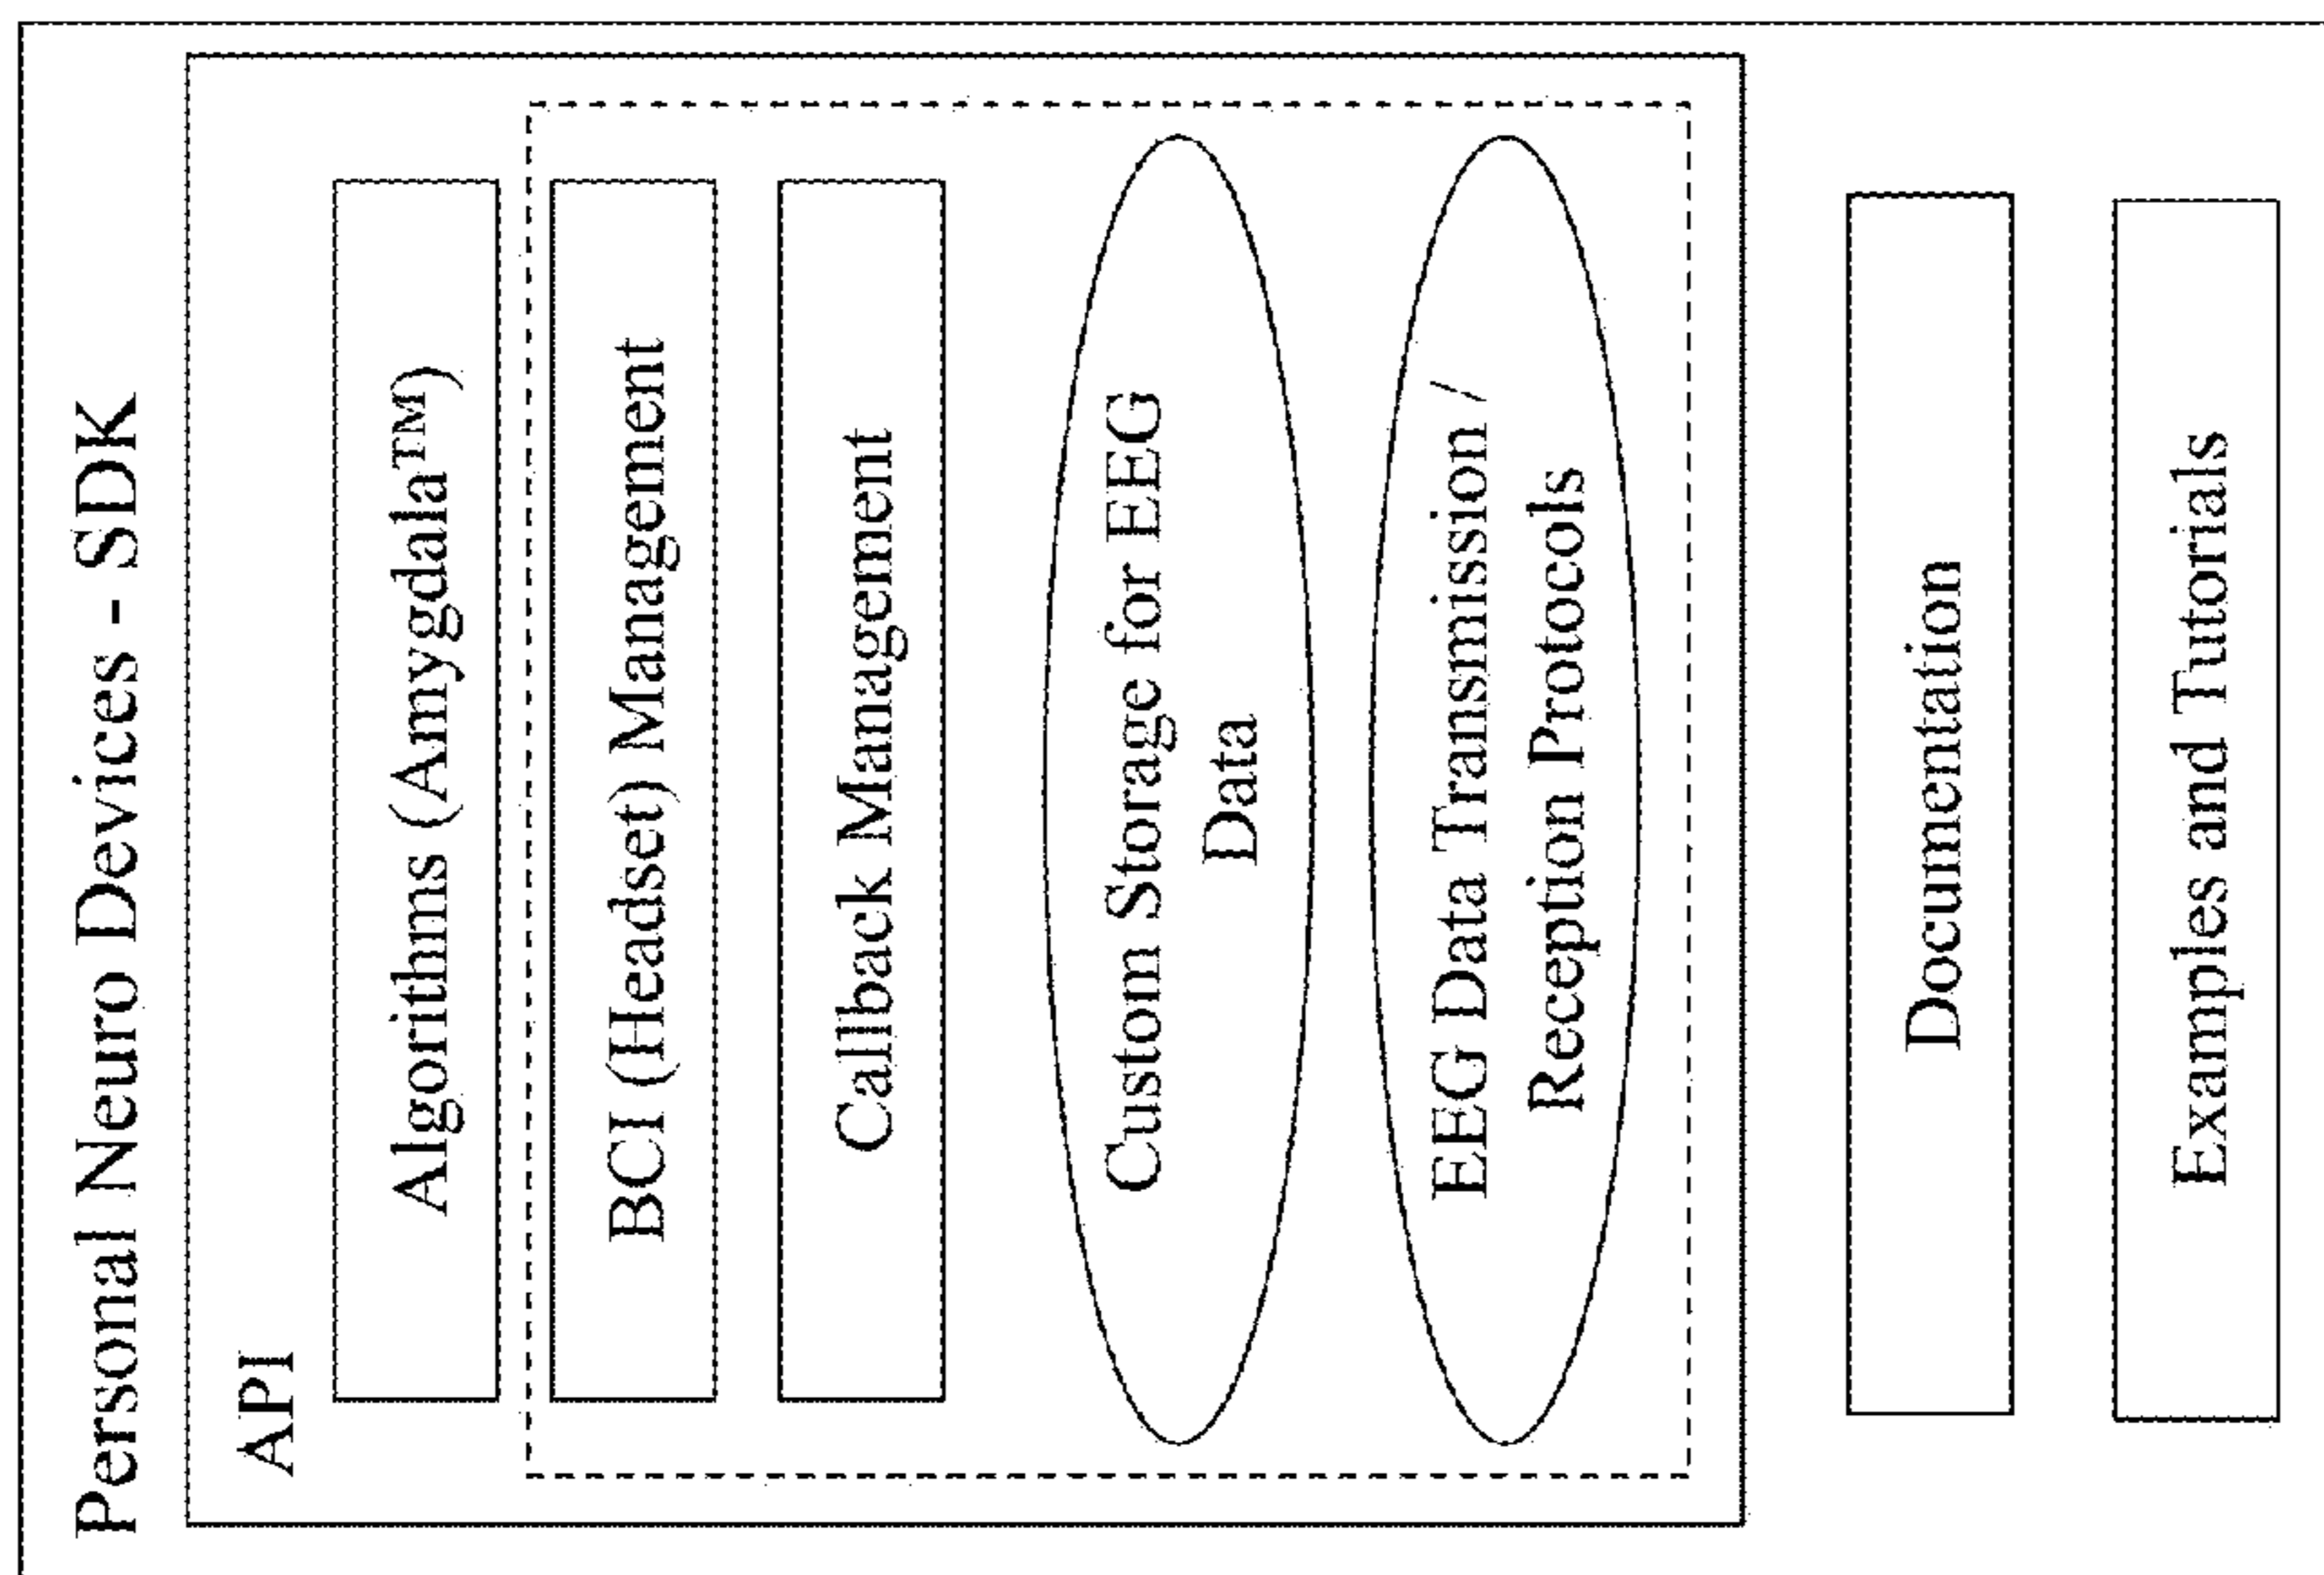 Personal Neuro Devices - SDK
API
Algorithms (Amygdala™)
BCI (Headset) Management
Callback Management
Custom Storage for EEG
Data
EEG Data Transmission /
Reception Protocols
Documentation
Examples and Tutorials